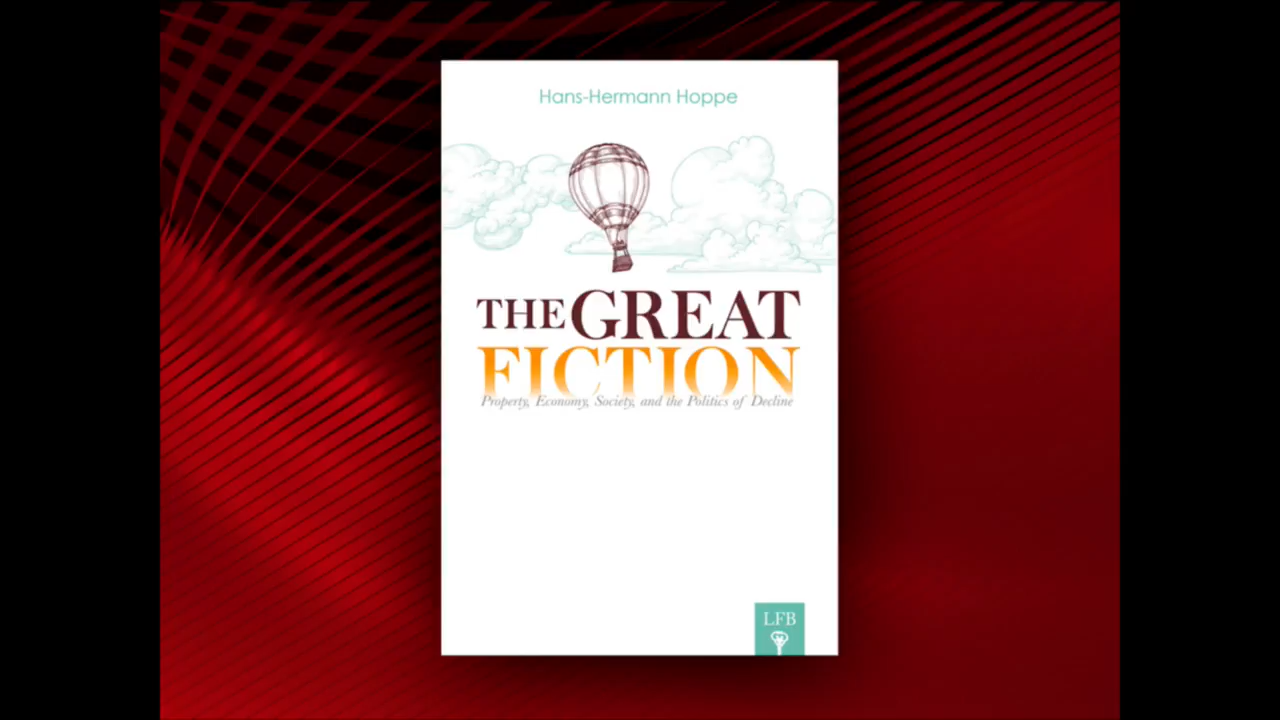 Hans-Hermann Hoppe
THE GREAT
FICTION
Property, Economy, Society, and the Politics of Decline
LFB